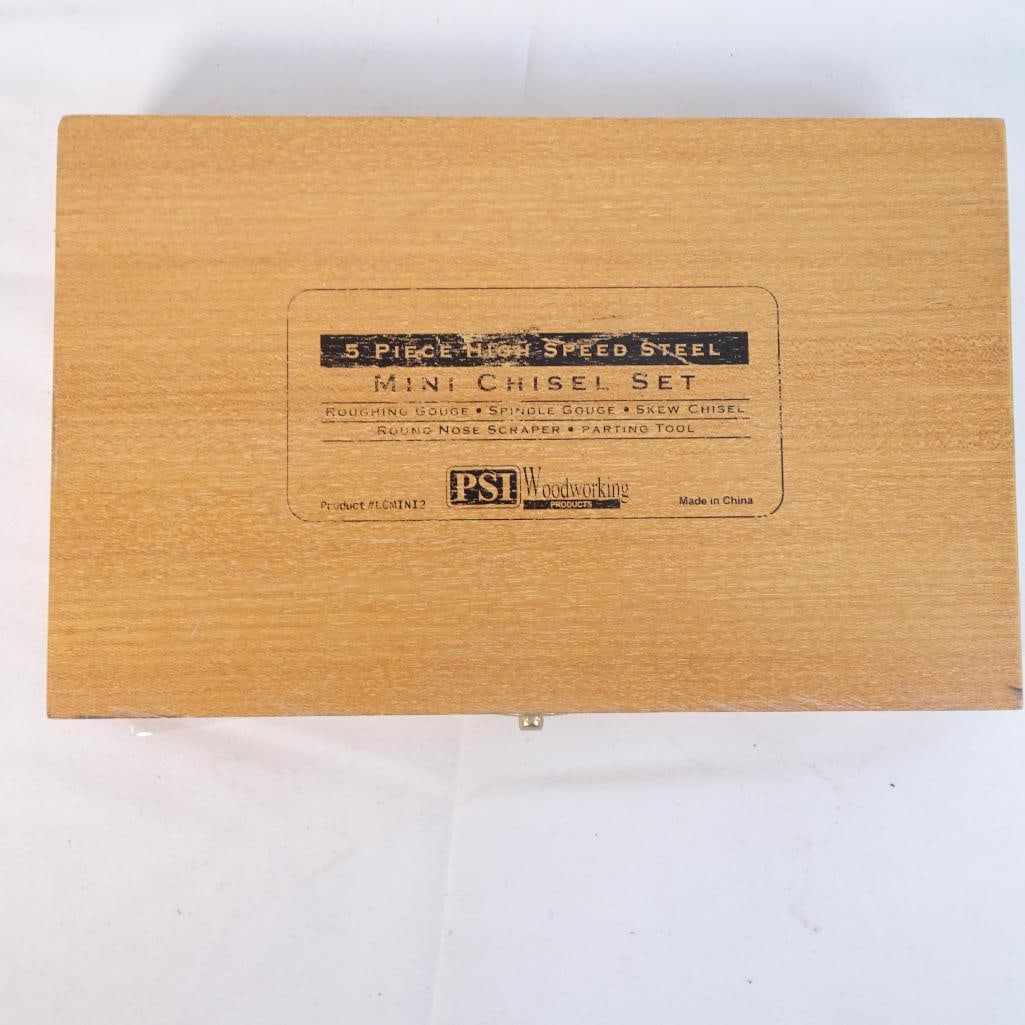 5 PIECE HIGH SPEED STEEL
MINI CHISEL SET
ROUGHING GOUGE • SPINDLE GOUGE • SKEW CHISEL
ROUND NOSE SCRAPER • PARTING TOOL
PSI Woodworking
PRODUCTS
Product #LCMINI2
Made in China